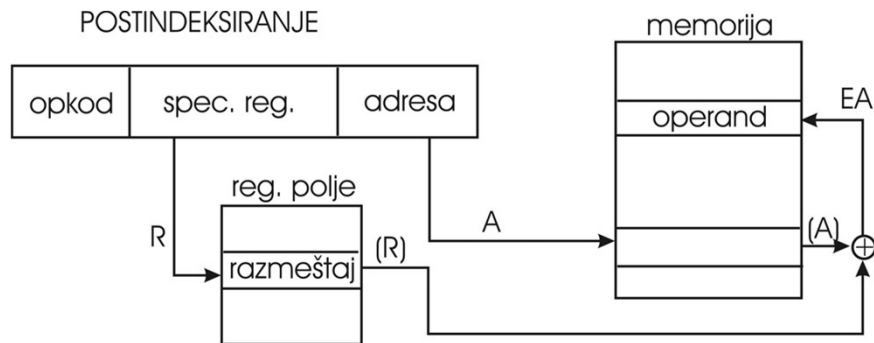 POSTINDEKSIRANJE
memorija
opkod spec. reg. adresa
operand
EA
reg. polje
R
razmeštaj
(R)
A
(A)
+